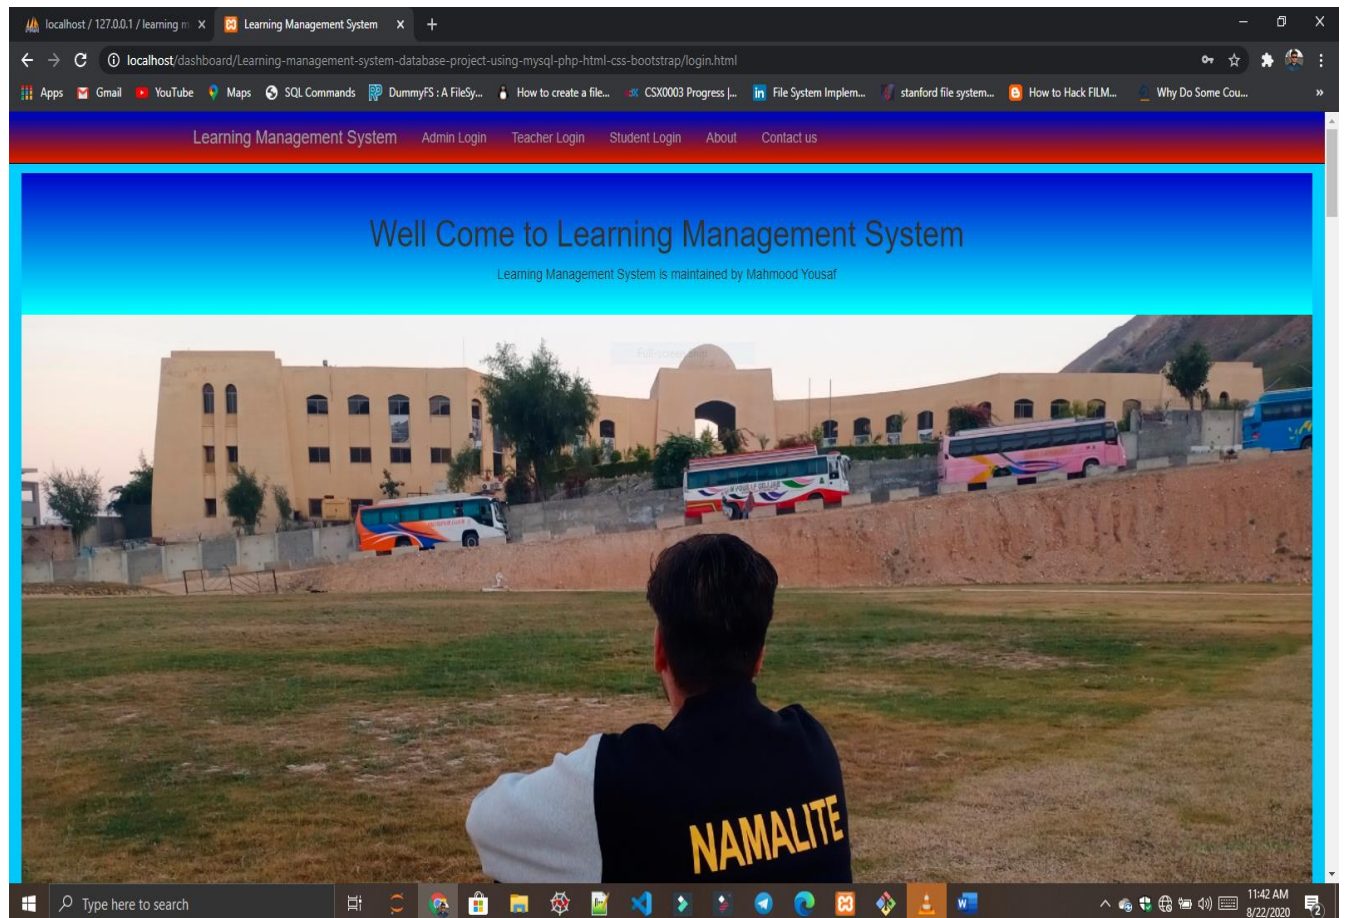 localhost / 127.0.0.1 / learning m
Learning Management System
localhost/dashboard/Learning-management-system-database-project-using-mysql-php-html-css-bootstrap/login.html
Apps Gmail YouTube Maps SQL Commands DummyFS : A FileSy... How to create a file... CSX0003 Progress |... File System Implem... stanford file system... How to Hack FILM... Why Do Some Cou... »
Learning Management System Admin Login Teacher Login Student Login About Contact us
Well Come to Learning Management System
Learning Management System is maintained by Mahmood Yousaf
NAMALITE
Type here to search
11:42 AM
8/22/2020
2